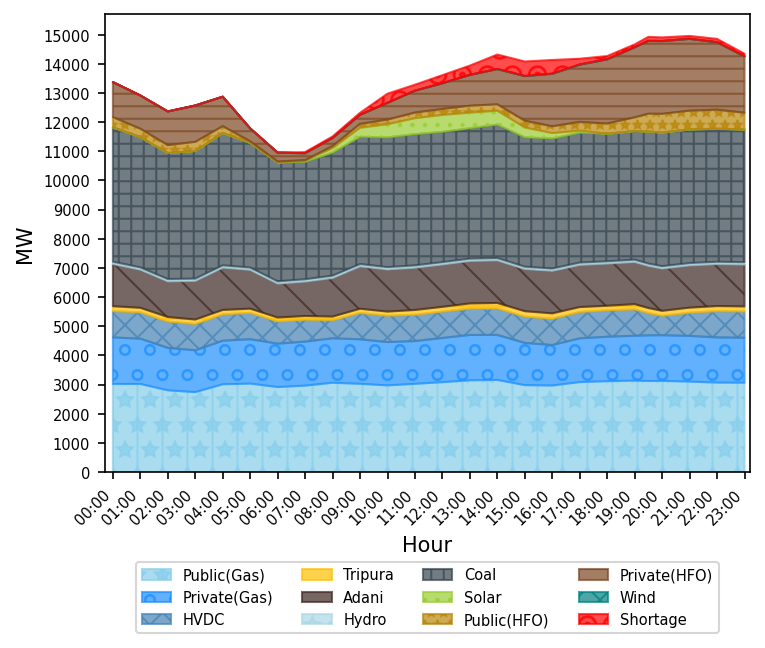 15000
14000
13000
12000
11000
10000
9000
8000
7000
6000
5000
4000
3000
2000
1000
0
MW
00:00 01:00 02:00 03:00 04:00 05:00 06:00 07:00 08:00 09:00 10:00 11:00 12:00 13:00 14:00 15:00 16:00 17:00 18:00 19:00 20:00 21:00 22:00 23:00
Hour
Public(Gas) Tripura Coal Private(HFO)
Private(Gas) Adani Solar Wind
HVDC Hydro Public(HFO) Shortage